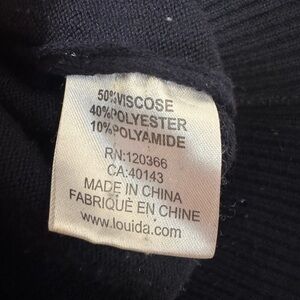 50%VISCOSE
40%POLYESTER
10%POLYAMIDE
RN:120366
CA:40143
MADE IN CHINA
FABRIQUÈ EN CHINE
www.louida.com